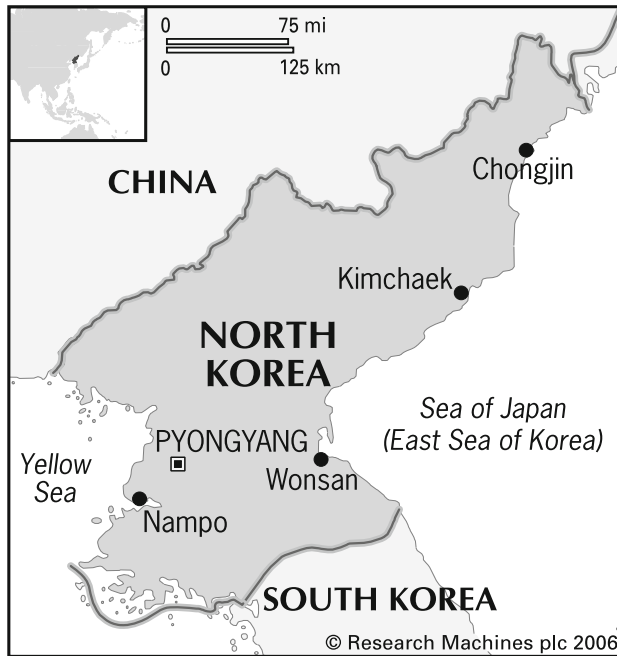 0 75 mi
0 125 km
CHINA
Chongjin
Kimchaek
NORTH
KOREA
Sea of Japan
(East Sea of Korea)
PYONGYANG
Yellow
Sea
Wonsan
Nampo
SOUTH KOREA
© Research Machines plc 2006